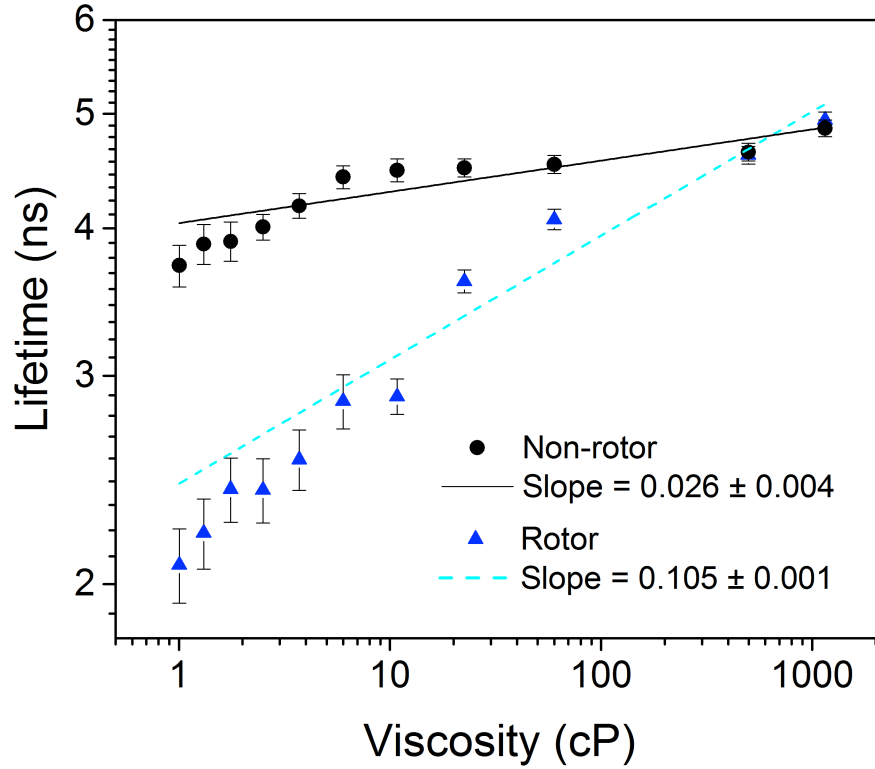 6
5
4
3
2
Lifetime (ns)
Non-rotor
Slope = 0.026 ± 0.004
Rotor
Slope = 0.105 ± 0.001
1 10 100 1000
Viscosity (cP)